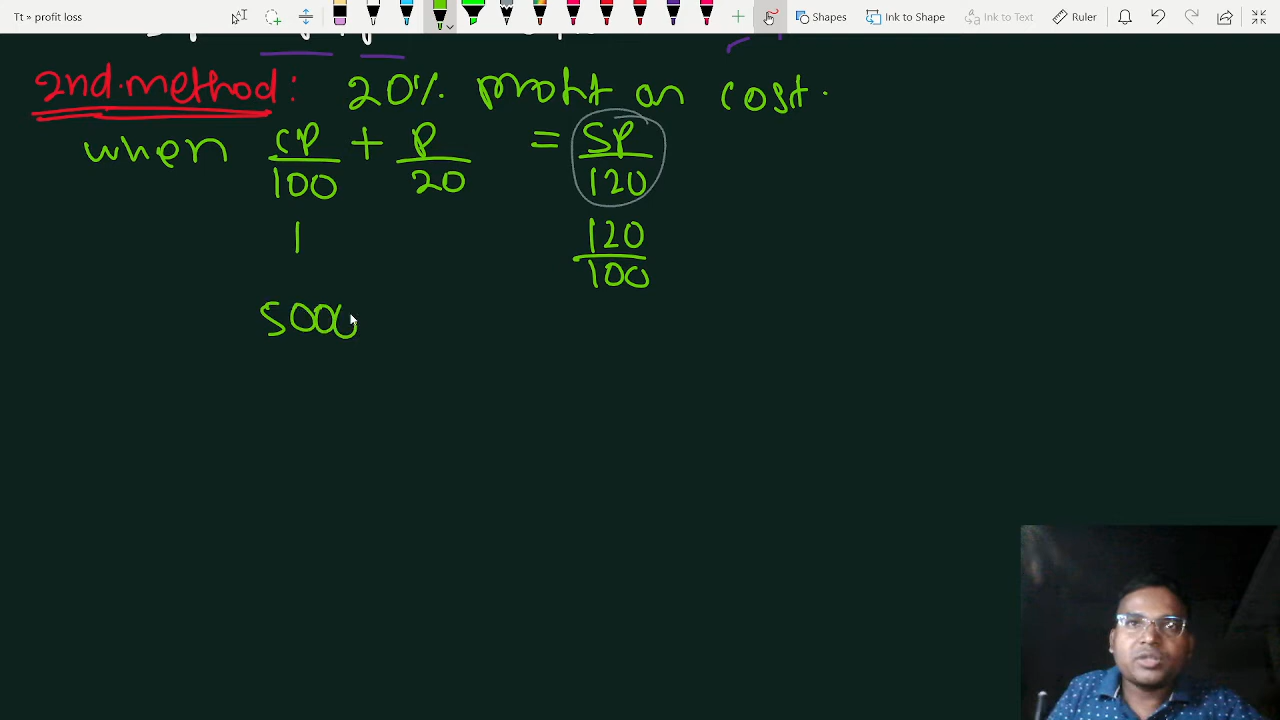 Tt » profit loss
Shapes Ink to Shape Ink to Text Ruler
2nd. method: 20% profit on cost.
when CP + P = SP
100 20 120
1 120
100
5000